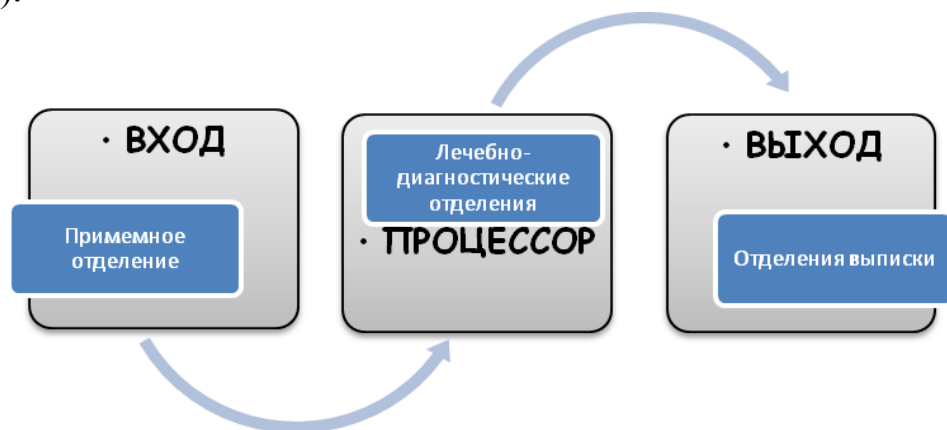 ).
· ВХОД
Примемное
отделение
Лечебно-
диагностические
отделения
· ПРОЦЕССОР
· ВЫХОД
Отделения выписки